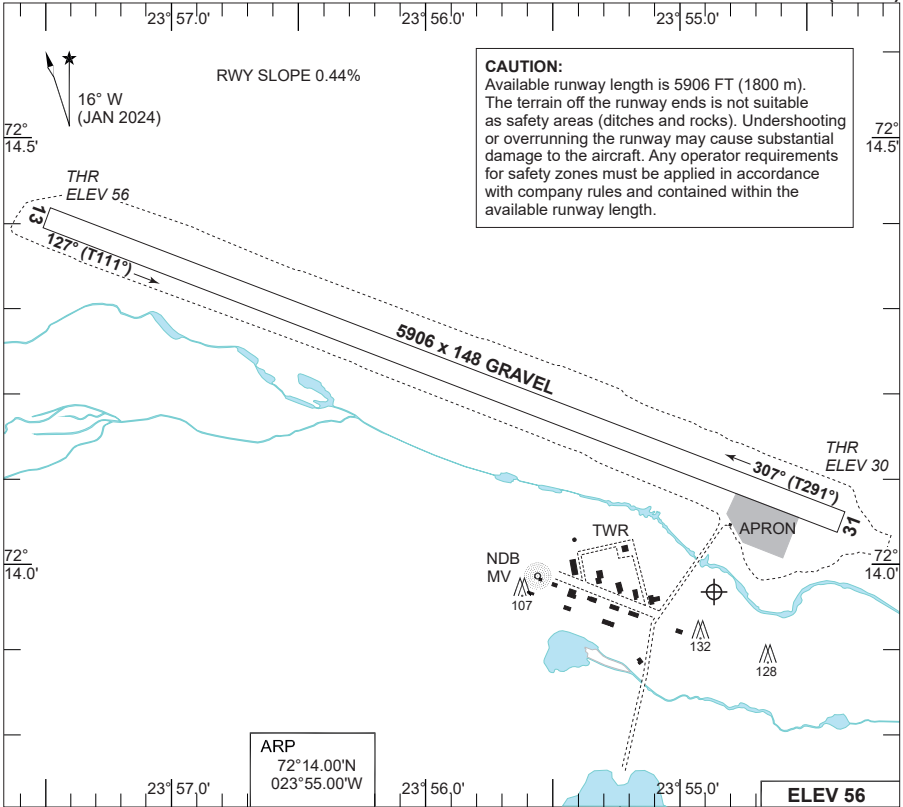 23°57.0'
23°56.0'
23°55.0'
RWY SLOPE 0.44%
16° W
(JAN 2024)
CAUTION:
Available runway length is 5906 FT (1800 m).
The terrain off the runway ends is not suitable
as safety areas (ditches and rocks). Undershooting
or overrunning the runway may cause substantial
damage to the aircraft. Any operator requirements
for safety zones must be applied in accordance
with company rules and contained within the
available runway length.
72°
14.5'
72°
14.5'
THR
ELEV 56
13
127° (T111°)
5906 x 148 GRAVEL
THR
ELEV 30
307° (T291°)
31
APRON
TWR
NDB
MV
107
132
128
72°
14.0'
72°
14.0'
ARP
72°14.00'N
023°55.00'W
23°57.0'
23°56.0'
23°55.0'
ELEV 56